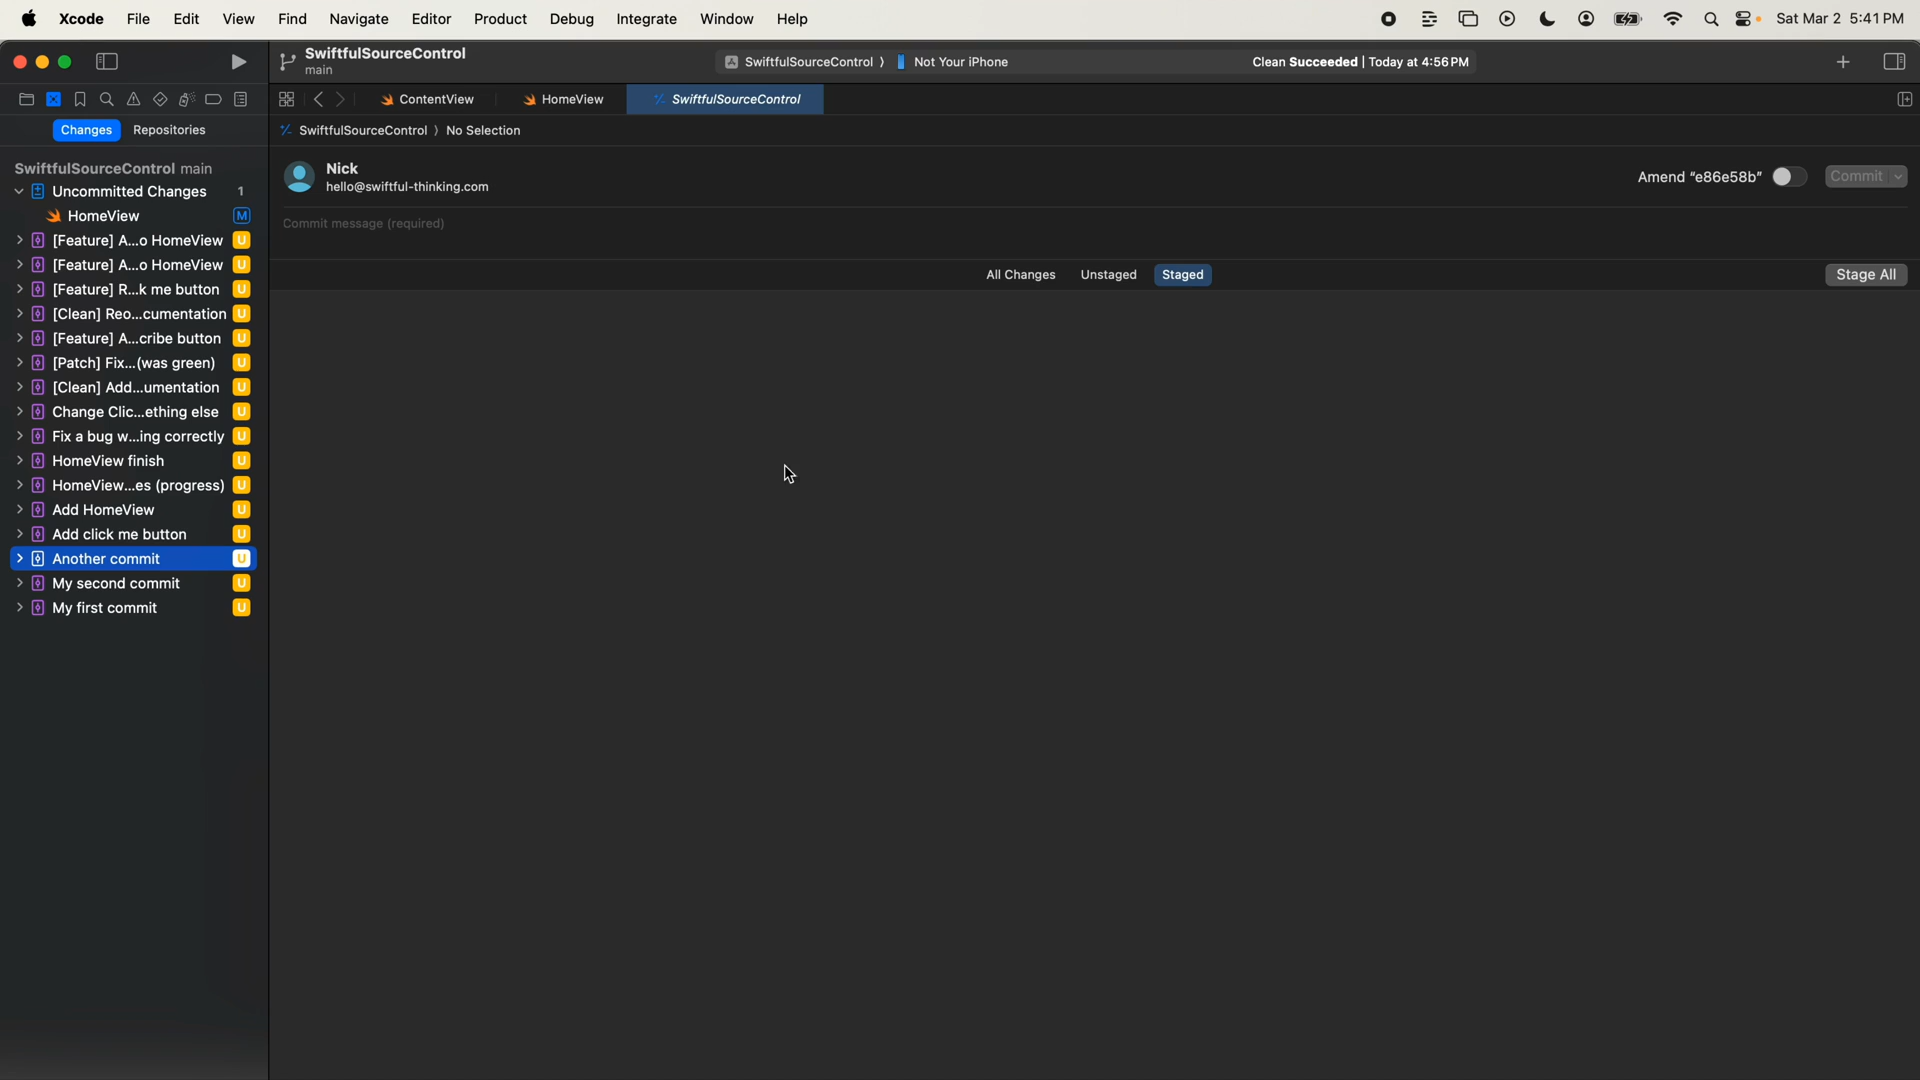 Xcode File Edit View Find Navigate Editor Product Debug Integrate Window Help Sat Mar 2 5:41 PM
SwiftfulSourceControl
main
SwiftfulSourceControl Not Your iPhone Clean Succeeded | Today at 4:56 PM
ContentView HomeView SwiftfulSourceControl
Changes Repositories
SwiftfulSourceControl No Selection
SwiftfulSourceControl main
Uncommitted Changes 1
HomeView M
[Feature] A...o HomeView U
[Feature] A...o HomeView U
[Feature] R...k me button U
[Clean] Reo...cumentation U
[Feature] A...cribe button U
[Patch] Fix...(was green) U
[Clean] Add...umentation U
Change Clic...ething else U
Fix a bug w...ing correctly U
HomeView finish U
HomeView...es (progress) U
Add HomeView U
Add click me button U
Another commit U
My second commit U
My first commit U
Nick
hello@swiftful-thinking.com
Amend "e86e58b" Commit
Commit message (required)
All Changes Unstaged Staged Stage All